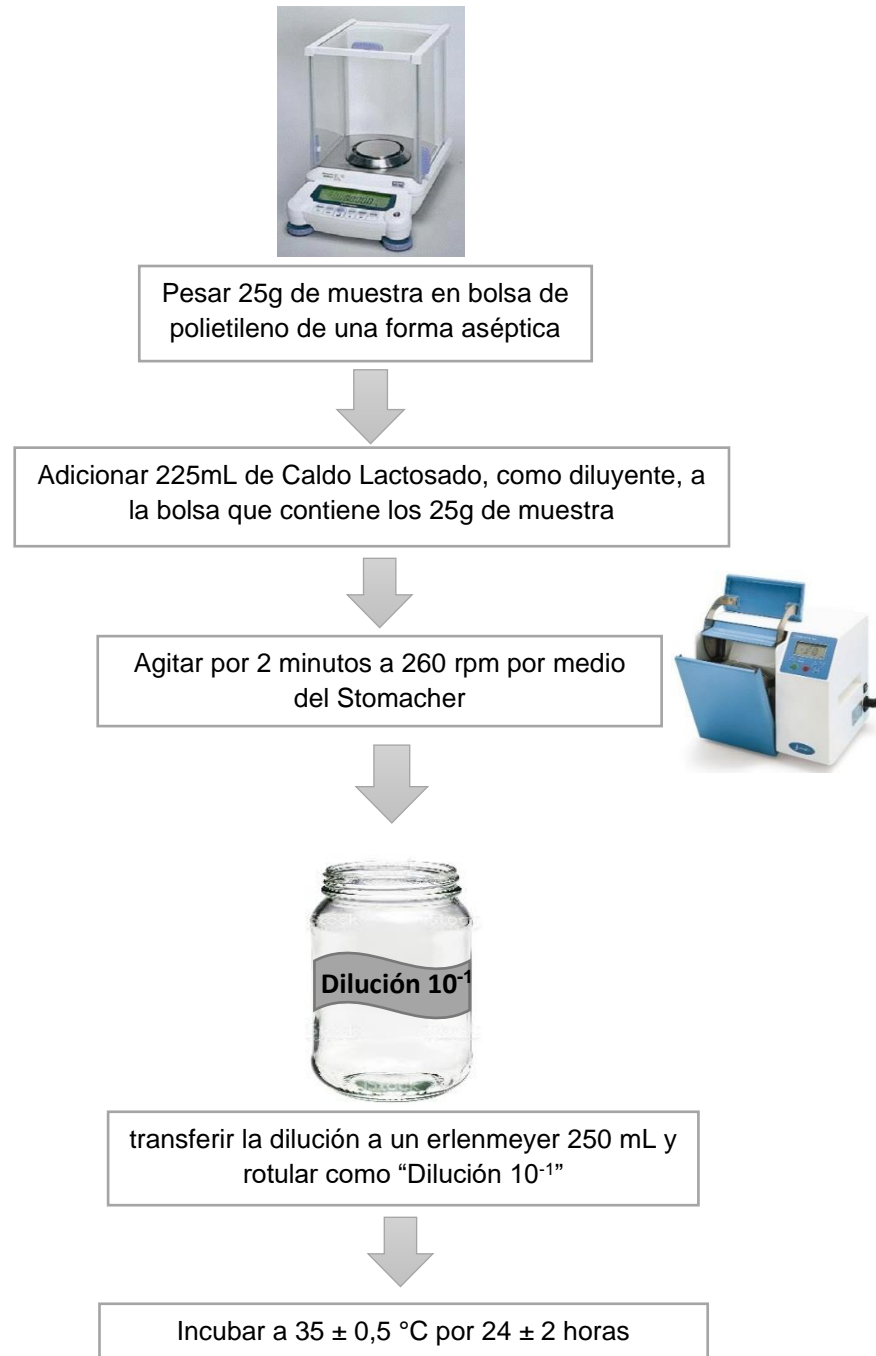 Pesar 25g de muestra en bolsa de
polietileno de una forma aséptica
Adicionar 225mL de Caldo Lactosado, como diluyente, a
la bolsa que contiene los 25g de muestra
Agitar por 2 minutos a 260 rpm por medio
del Stomacher
Dilución 10⁻¹
transferir la dilución a un erlenmeyer 250 mL y
rotular como “Dilución 10⁻¹”
Incubar a 35 ± 0,5 °C por 24 ± 2 horas